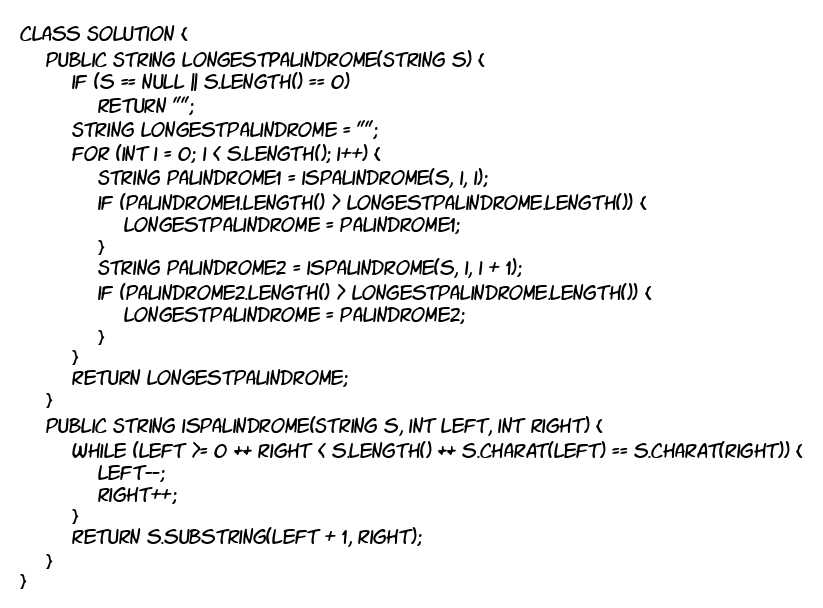 CLASS SOLUTION {
PUBLIC STRING LONGESTPALINDROME(STRING S) {
IF (S == NULL || S.LENGTH() == 0)
RETURN "";
STRING LONGESTPALINDROME = "";
FOR (INT I = 0; I < S.LENGTH(); I++) {
STRING PALINDROME1 = ISPALINDROME(S, I, I);
IF (PALINDROME1.LENGTH() > LONGESTPALINDROME.LENGTH()) {
LONGESTPALINDROME = PALINDROME1;
}
STRING PALINDROME2 = ISPALINDROME(S, I, I + 1);
IF (PALINDROME2.LENGTH() > LONGESTPALINDROME.LENGTH()) {
LONGESTPALINDROME = PALINDROME2;
}
}
RETURN LONGESTPALINDROME;
}
PUBLIC STRING ISPALINDROME(STRING S, INT LEFT, INT RIGHT) {
WHILE (LEFT >= 0 ++ RIGHT < S.LENGTH() ++ S.CHARAT(LEFT) == S.CHARAT(RIGHT)) {
LEFT--;
RIGHT++;
}
RETURN S.SUBSTRING(LEFT + 1, RIGHT);
}
}